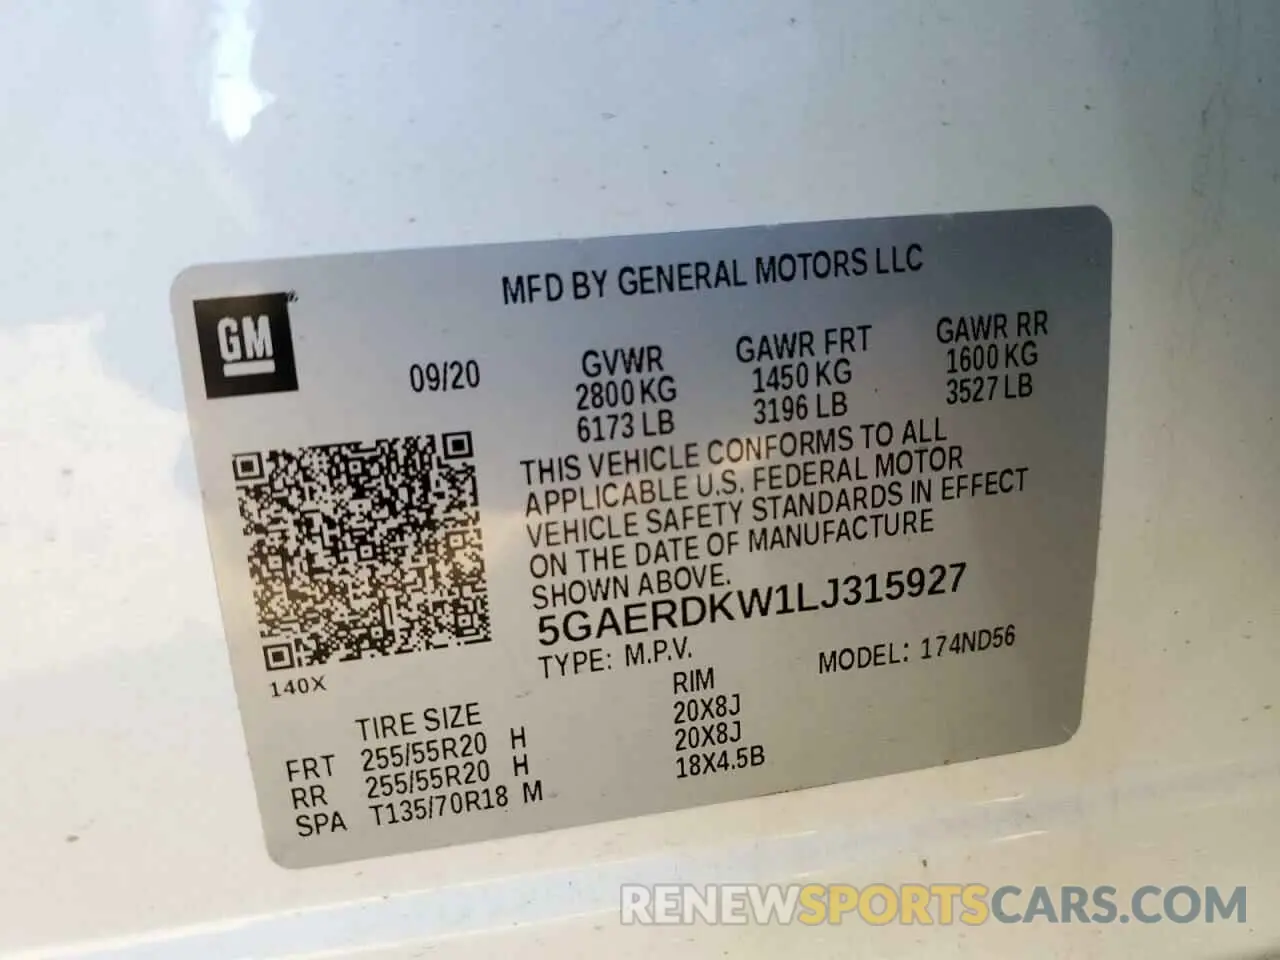 MFD BY GENERAL MOTORS LLC
GM
09/20
GVWR
2800 KG
6173 LB
GAWR FRT
1450 KG
3196 LB
GAWR RR
1600 KG
3527 LB
THIS VEHICLE CONFORMS TO ALL
APPLICABLE U.S. FEDERAL MOTOR
VEHICLE SAFETY STANDARDS IN EFFECT
ON THE DATE OF MANUFACTURE
SHOWN ABOVE.
5GAERDKW1LJ315927
TYPE: M.P.V.
MODEL: 174ND56
140X
TIRE SIZE RIM
FRT 255/55R20 H 20X8J
RR 255/55R20 H 20X8J
SPA T135/70R18 M 18X4.5B
RENEWSPORTSCARS.COM